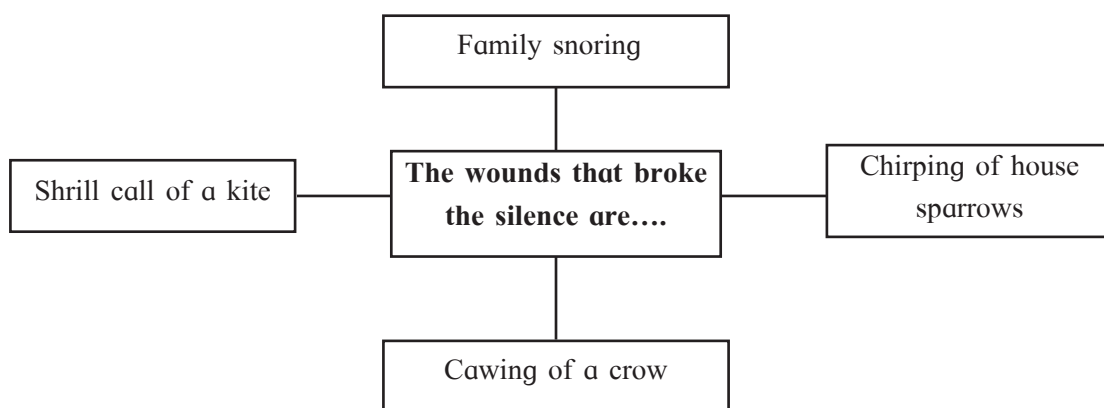 Family snoring
Shrill call of a kite
The wounds that broke
the silence are….
Chirping of house
sparrows
Cawing of a crow